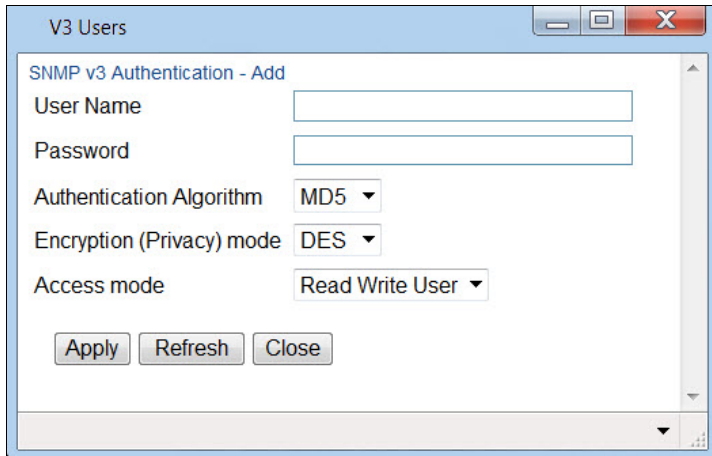 V3 Users
SNMP v3 Authentication - Add
User Name
Password
Authentication Algorithm MD5
Encryption (Privacy) mode DES
Access mode Read Write User
Apply Refresh Close